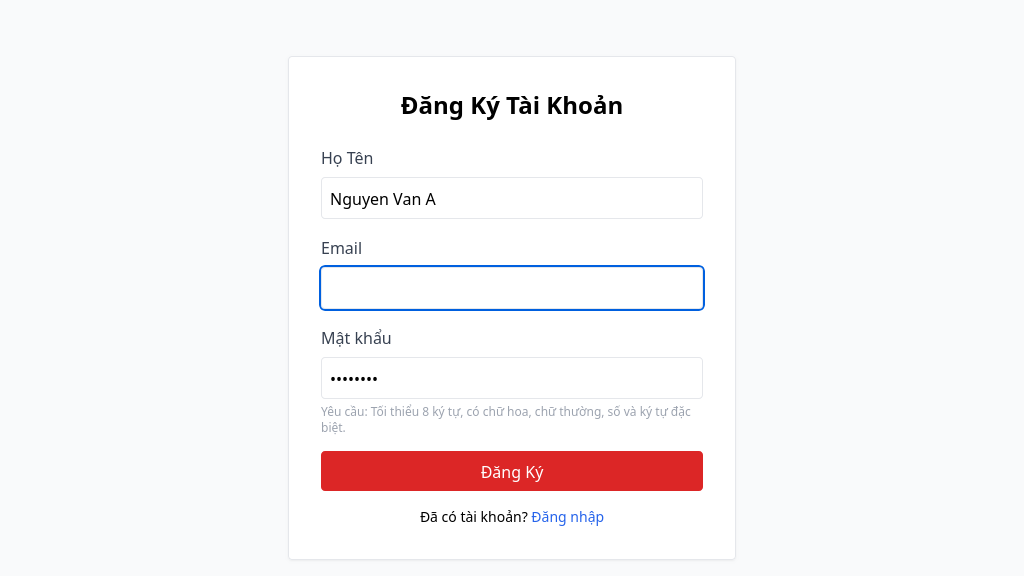 Đăng Ký Tài Khoản
Họ Tên
Nguyen Van A
Email
Mật khẩu
••••••••
Yêu cầu: Tối thiểu 8 ký tự, có chữ hoa, chữ thường, số và ký tự đặc
biệt.
Đăng Ký
Đã có tài khoản? Đăng nhập